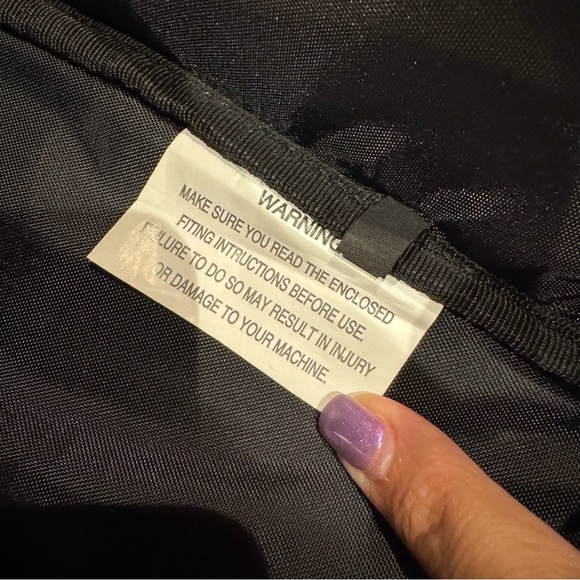 WARNING
MAKE SURE YOU READ THE ENCLOSED
FITING INTRUCTIONS BEFORE USE.
FAILURE TO DO SO MAY RESULT IN INJURY
OR DAMAGE TO YOUR MACHINE.